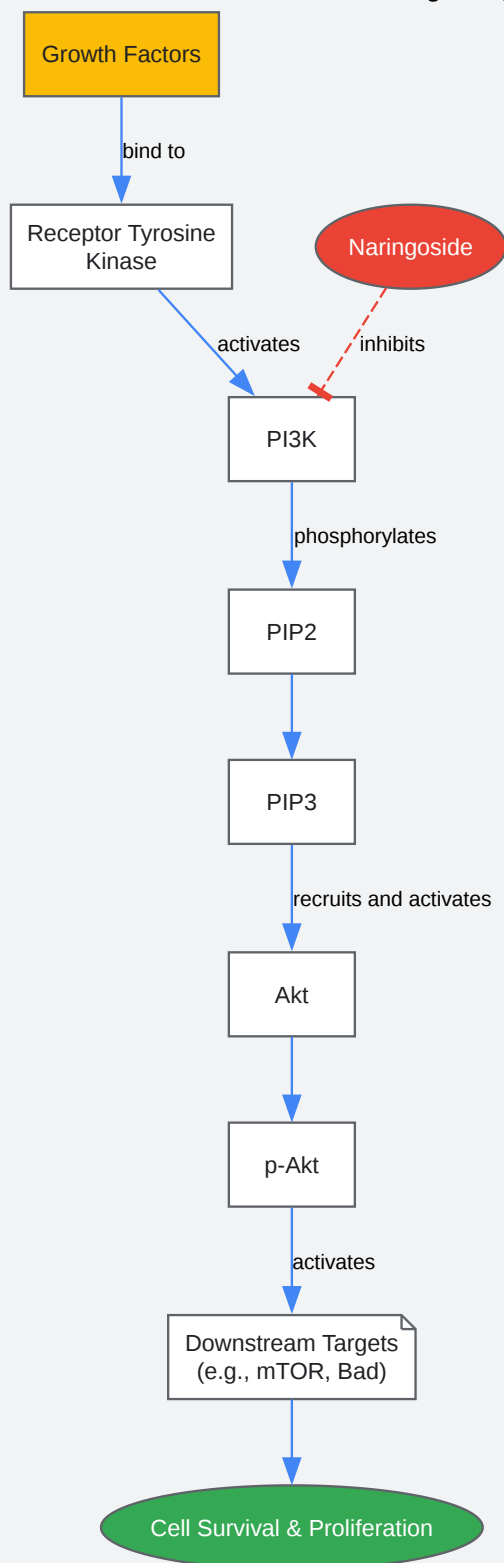 Growth Factors
bind to
Receptor Tyrosine
Kinase
Naringoside
activates
inhibits
PI3K
phosphorylates
PIP2
PIP3
recruits and activates
Akt
p-Akt
activates
Downstream Targets
(e.g., mTOR, Bad)
Cell Survival & Proliferation